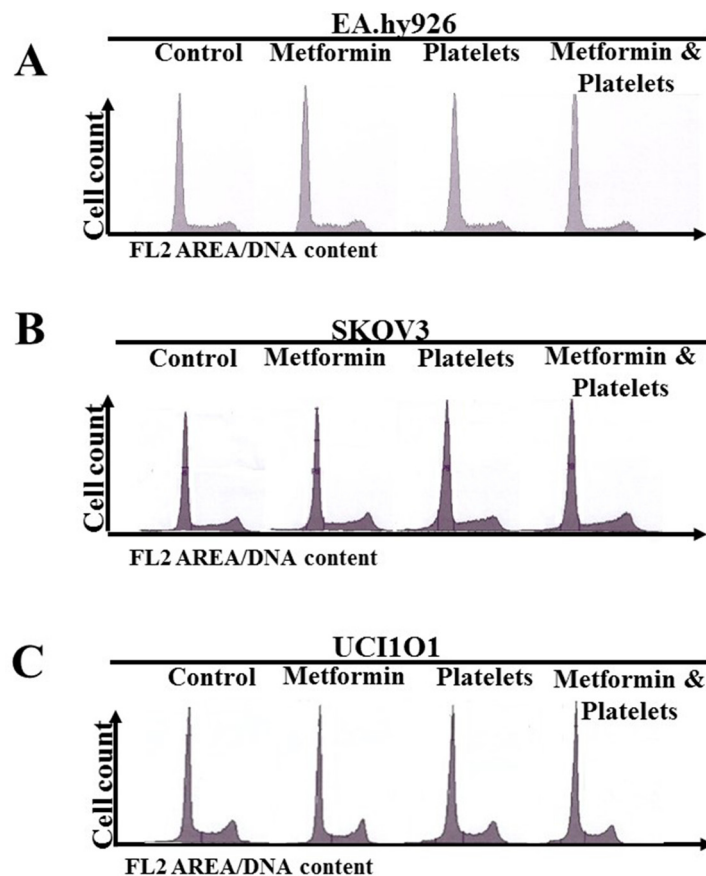 A
EA.hy926
Control Metformin Platelets Metformin &
Platelets
Cell count
FL2 AREA/DNA content
B
SKOV3
Control Metformin Platelets Metformin &
Platelets
Cell count
FL2 AREA/DNA content
C
UCI1O1
Control Metformin Platelets Metformin &
Platelets
Cell count
FL2 AREA/DNA content